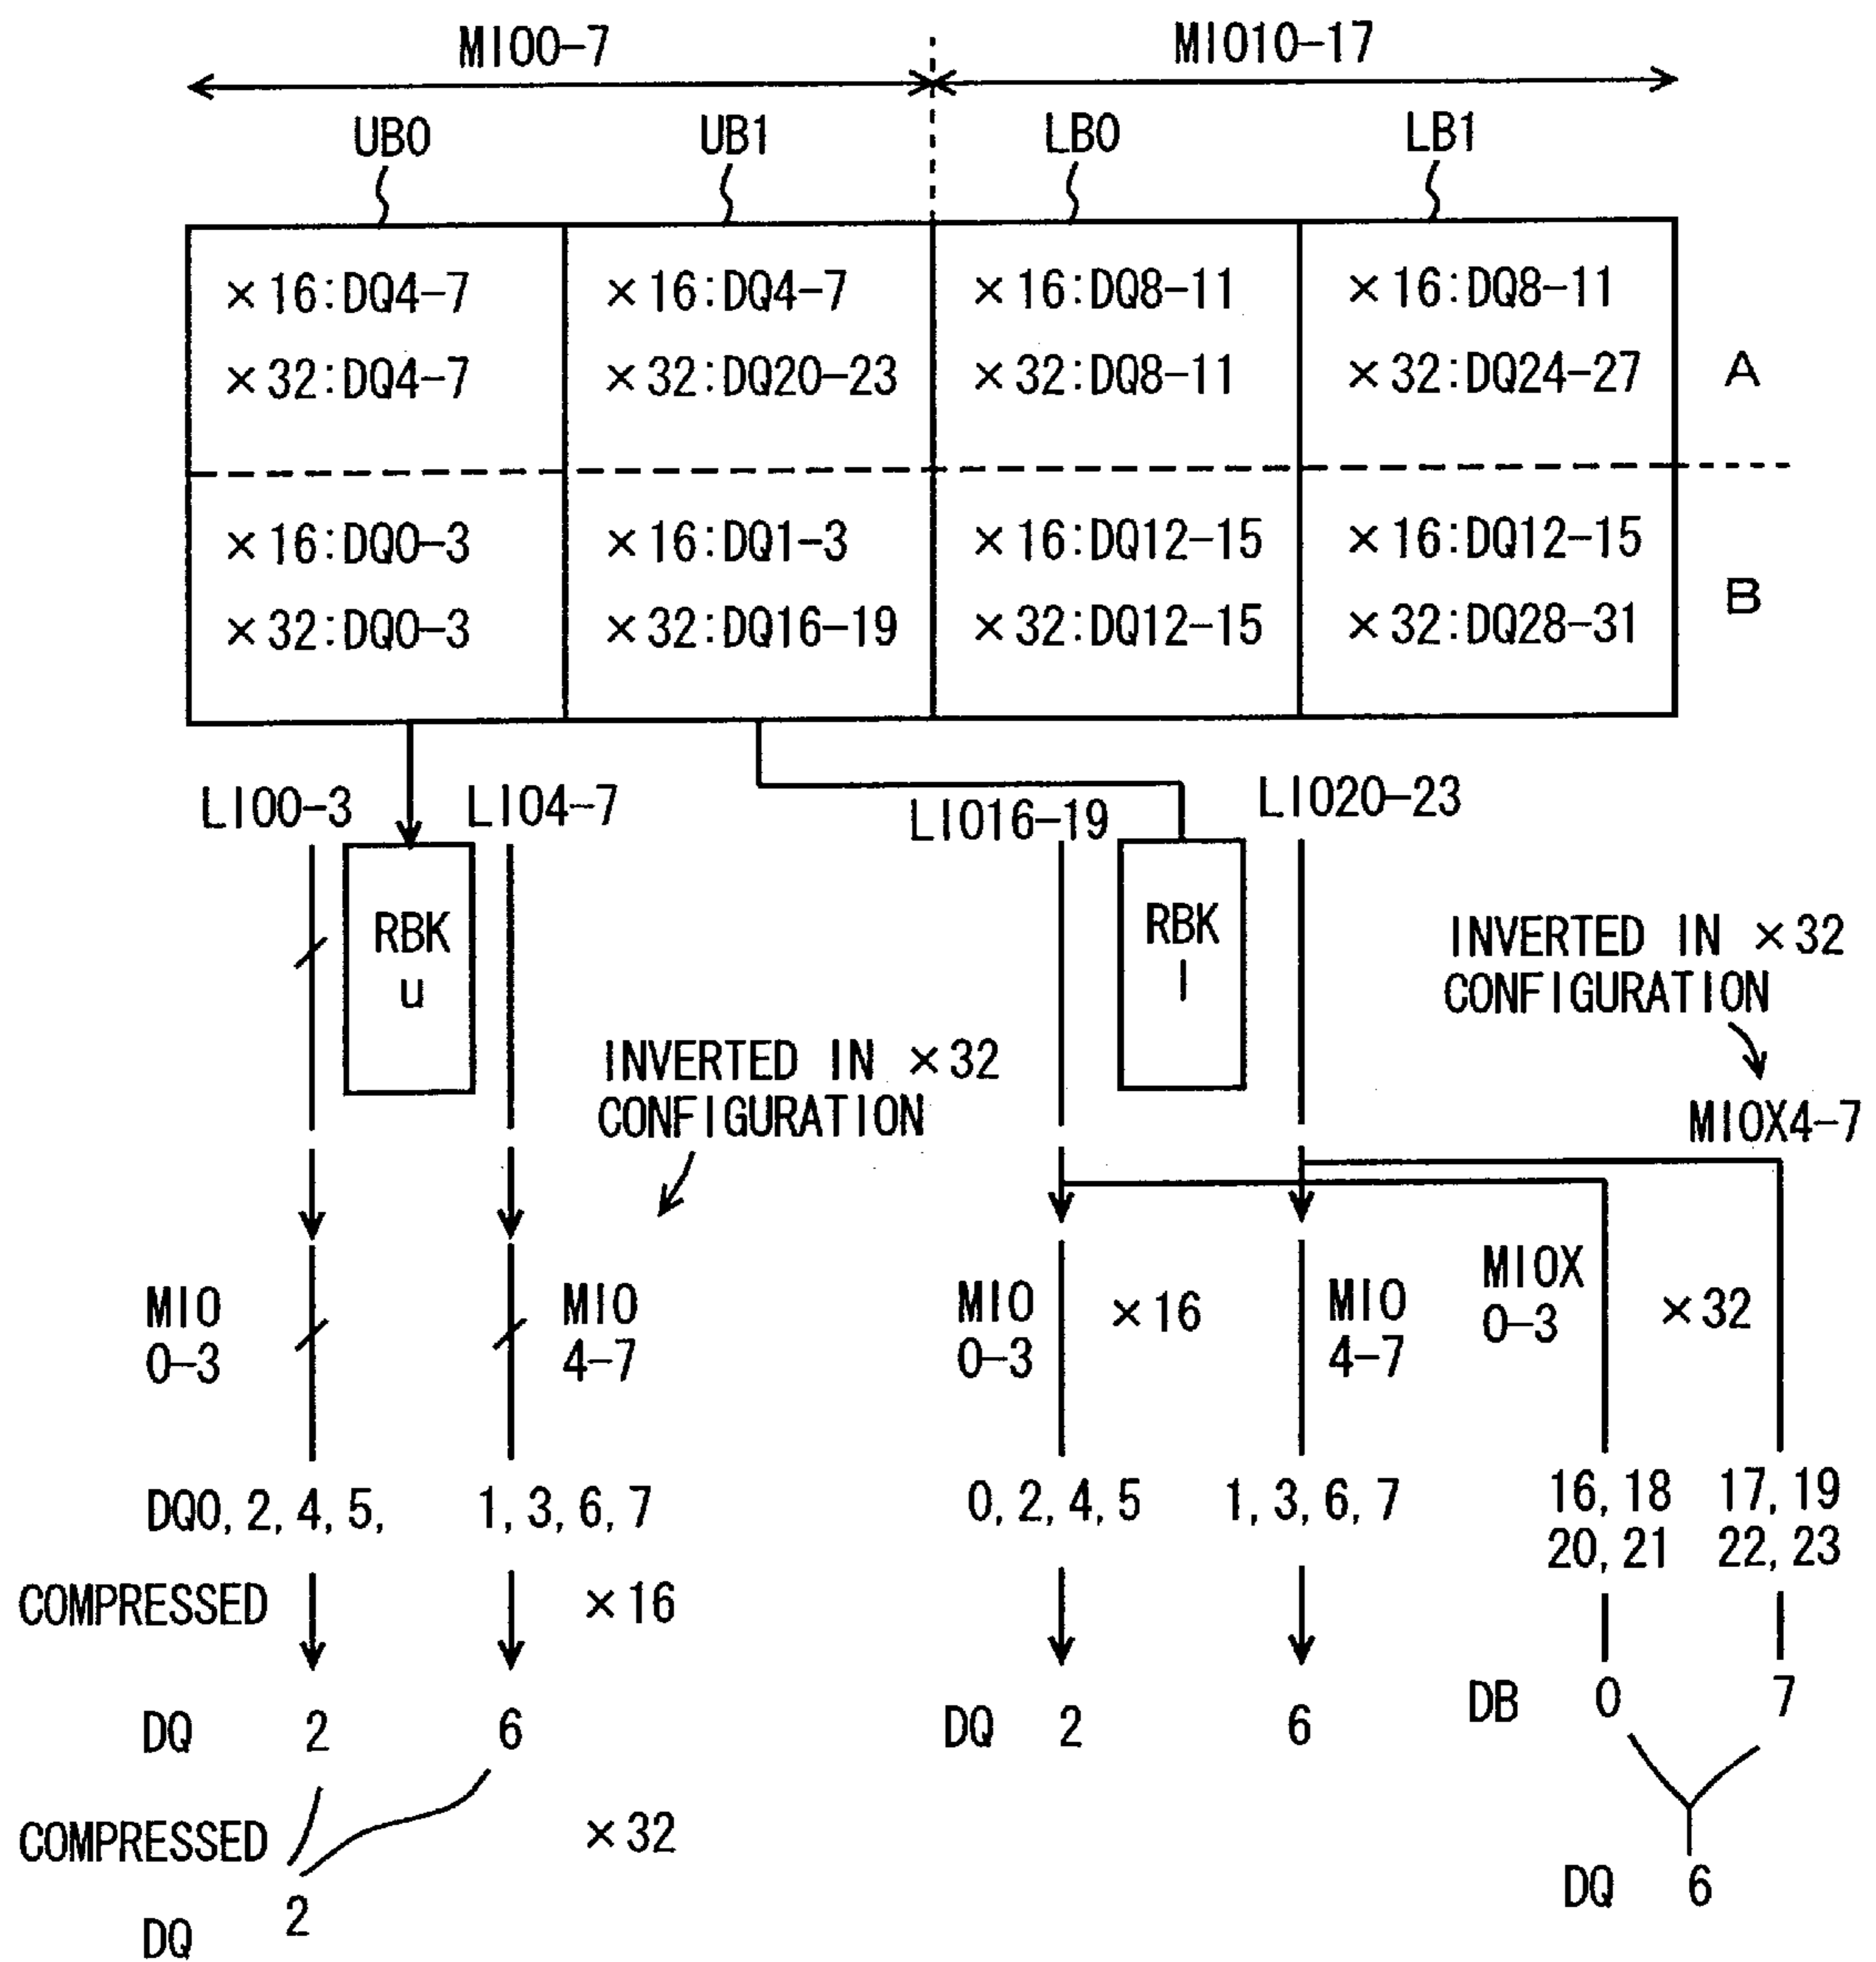 MIO0-7 MIO10-17
UB0 UB1 LB0 LB1
×16:DQ4-7 ×16:DQ4-7 ×16:DQ8-11 ×16:DQ8-11
×32:DQ4-7 ×32:DQ20-23 ×32:DQ8-11 ×32:DQ24-27 A
×16:DQ0-3 ×16:DQ1-3 ×16:DQ12-15 ×16:DQ12-15
×32:DQ0-3 ×32:DQ16-19 ×32:DQ12-15 ×32:DQ28-31 B
LIO0-3 LIO4-7 LIO16-19 LIO20-23
RBK
u
RBK
l
INVERTED IN ×32
CONFIGURATION
INVERTED IN ×32
CONFIGURATION
MIOX4-7
MIO
0-3
MIO
4-7
MIO
0-3
×16
MIO
4-7
MIOX
0-3
×32
DQ0, 2, 4, 5, 1, 3, 6, 7 0, 2, 4, 5 1, 3, 6, 7
16, 18
20, 21
17, 19
22, 23
COMPRESSED ×16
DQ 2 6 DQ 2 6 DB 0 7
COMPRESSED ×32
DQ 2 DQ 6